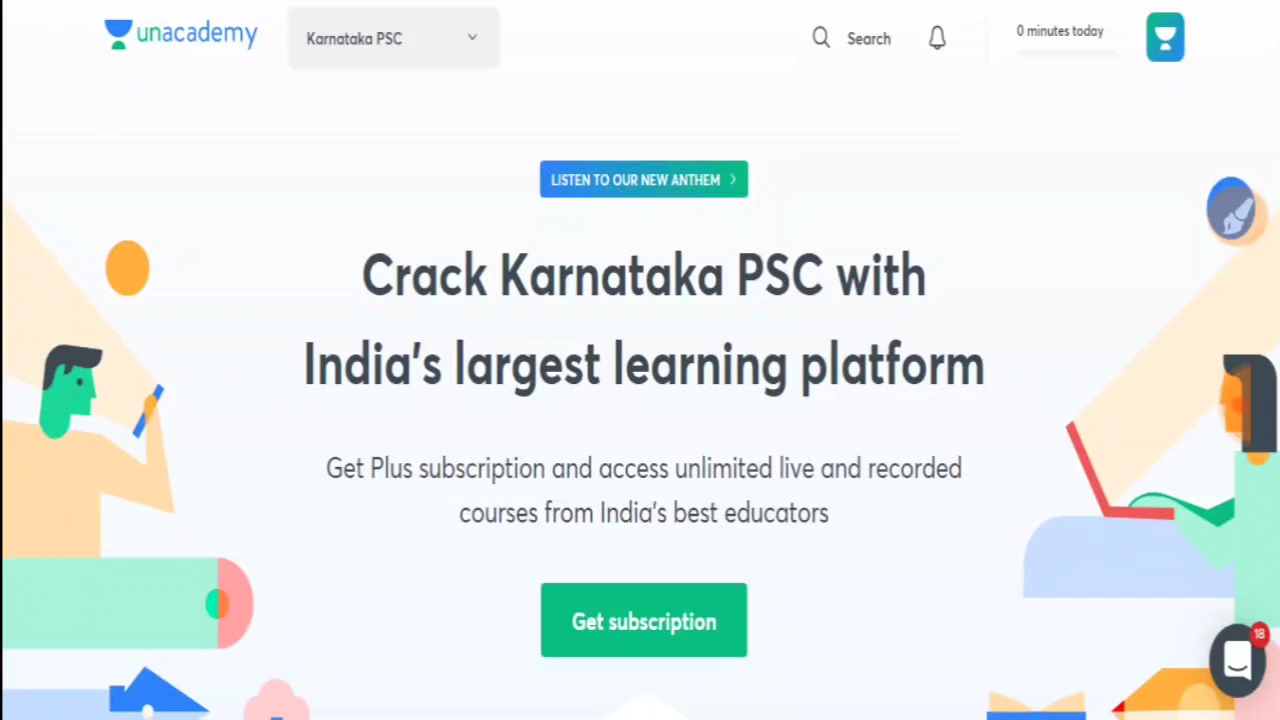 unacademy
Karnataka PSC
Search
0 minutes today
LISTEN TO OUR NEW ANTHEM
Crack Karnataka PSC with
India's largest learning platform
Get Plus subscription and access unlimited live and recorded
courses from India's best educators
Get subscription
18